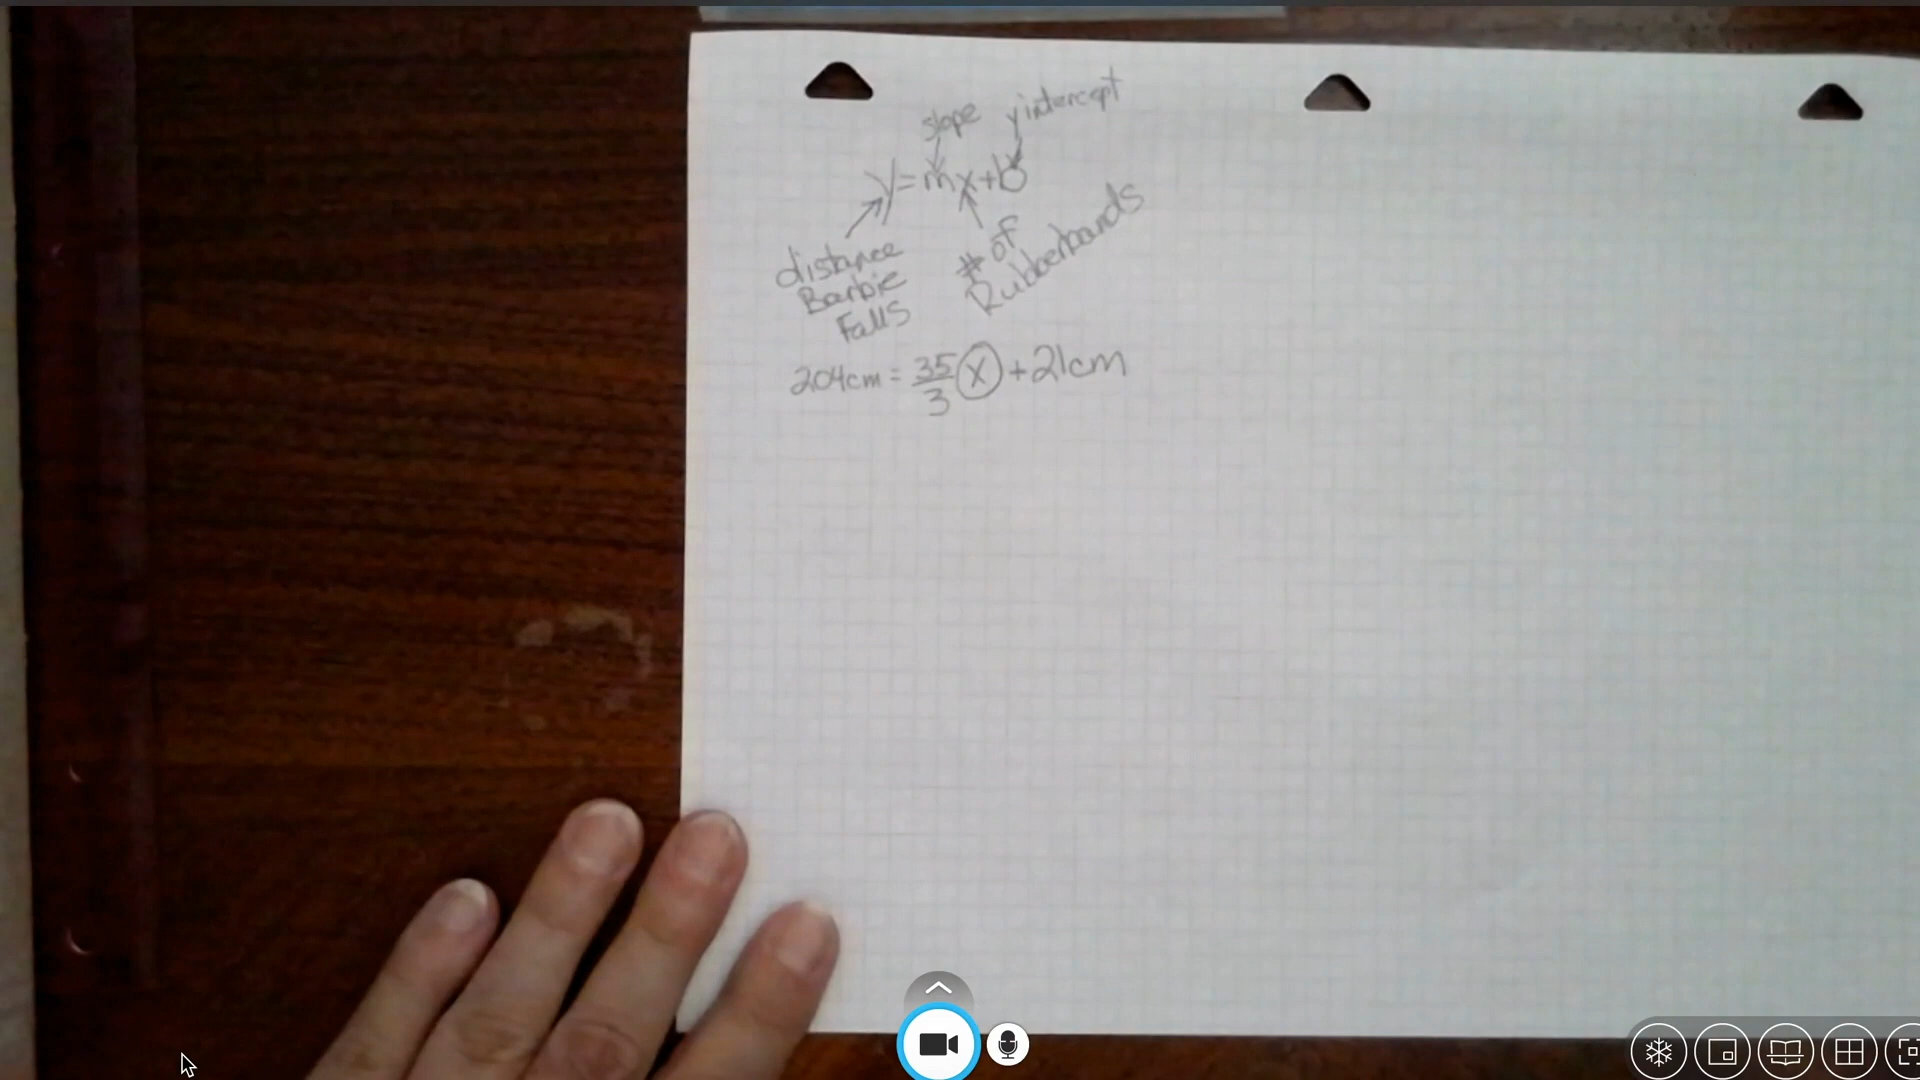 slope y intercept
y=mx+b
distance
Barbie
Falls
# of
Rubberbands
204cm = 35/3 (x) + 21cm